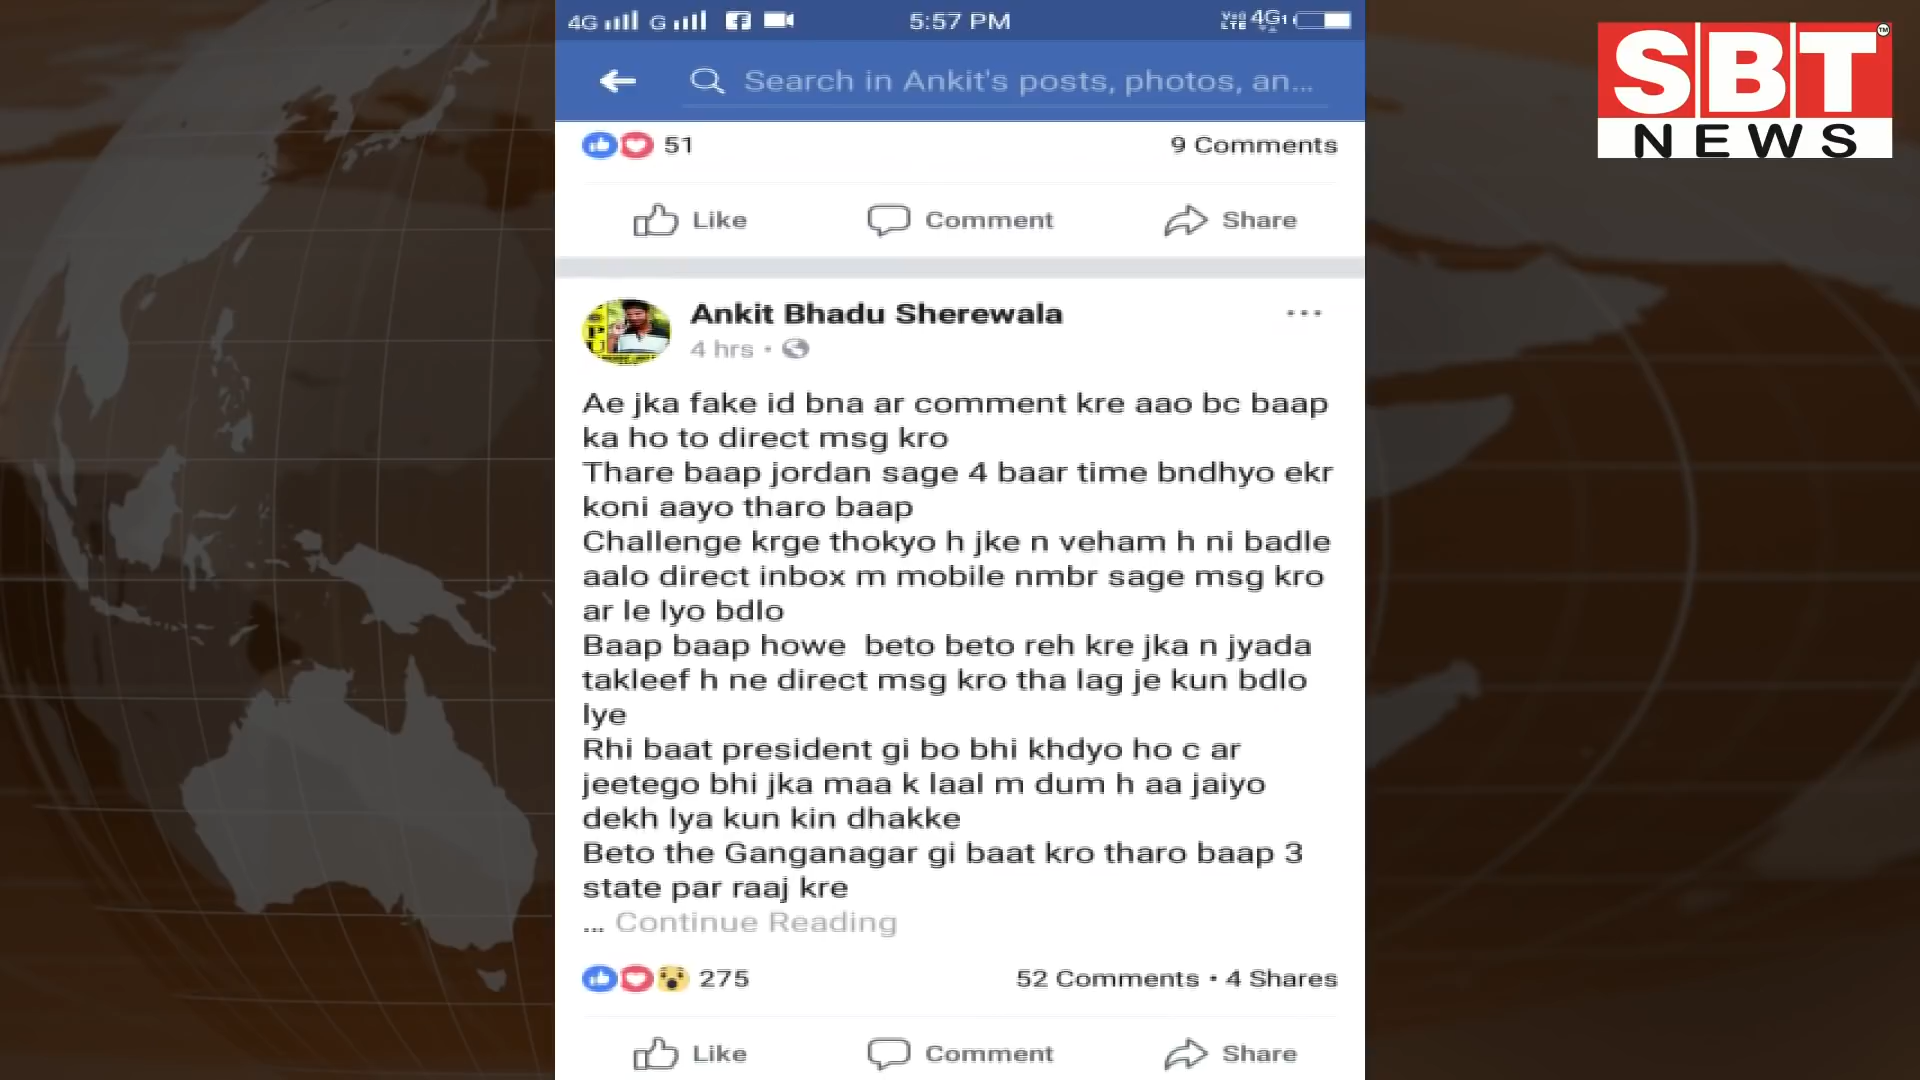 4G G 5:57 PM VoLTE 4G1
Search in Ankit's posts, photos, an...
SBT
TM
NEWS
51 9 Comments
Like Comment Share
Ankit Bhadu Sherewala
4 hrs
Ae jka fake id bna ar comment kre aao bc baap
ka ho to direct msg kro
Thare baap jordan sage 4 baar time bndhyo ekr
koni aayo tharo baap
Challenge krge thokyo h jke n veham h ni badle
aalo direct inbox m mobile nmbr sage msg kro
ar le lyo bdlo
Baap baap howe beto beto reh kre jka n jyada
takleef h ne direct msg kro tha lag je kun bdlo
lye
Rhi baat president gi bo bhi khdyo ho c ar
jeetego bhi jka maa k laal m dum h aa jaiyo
dekh lya kun kin dhakke
Beto the Ganganagar gi baat kro tharo baap 3
state par raaj kre
... Continue Reading
275 52 Comments • 4 Shares
Like Comment Share